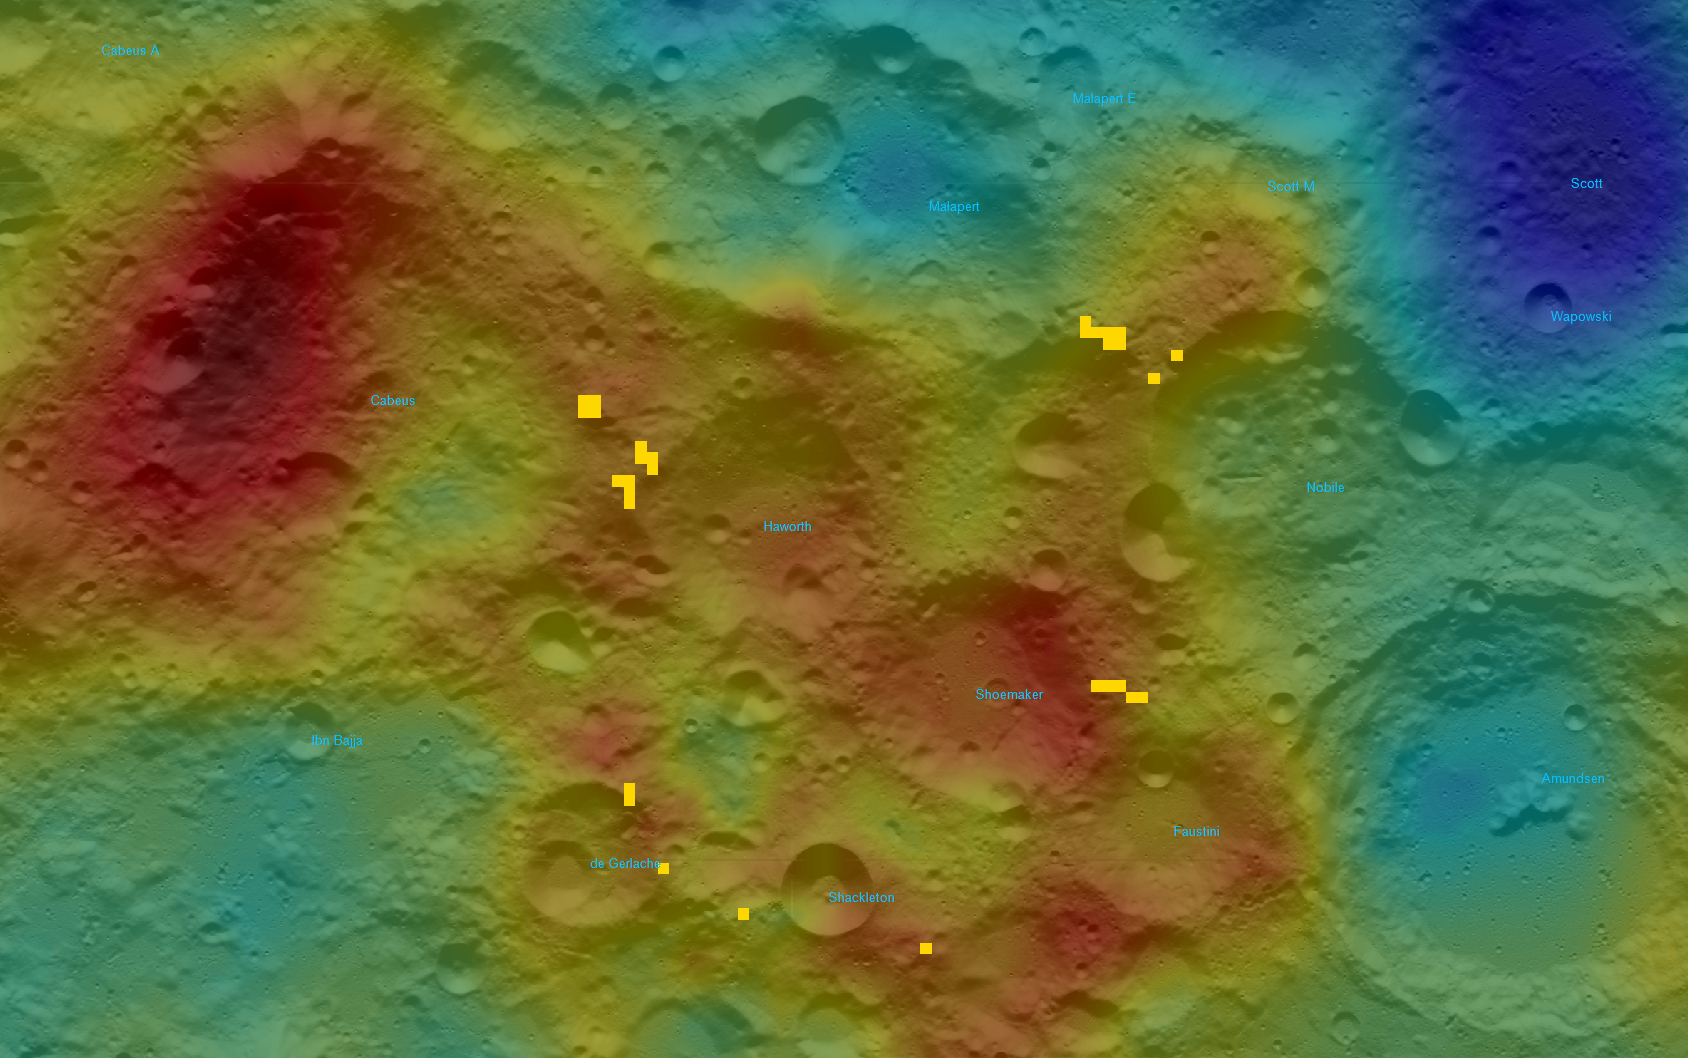 Cabeus A
Malapert E
Scott M
Scott
Malapert
Wapowski
Cabeus
Nobile
Haworth
Shoemaker
Ibn Bajja
Amundsen
Faustini
de Gerlache
Shackleton